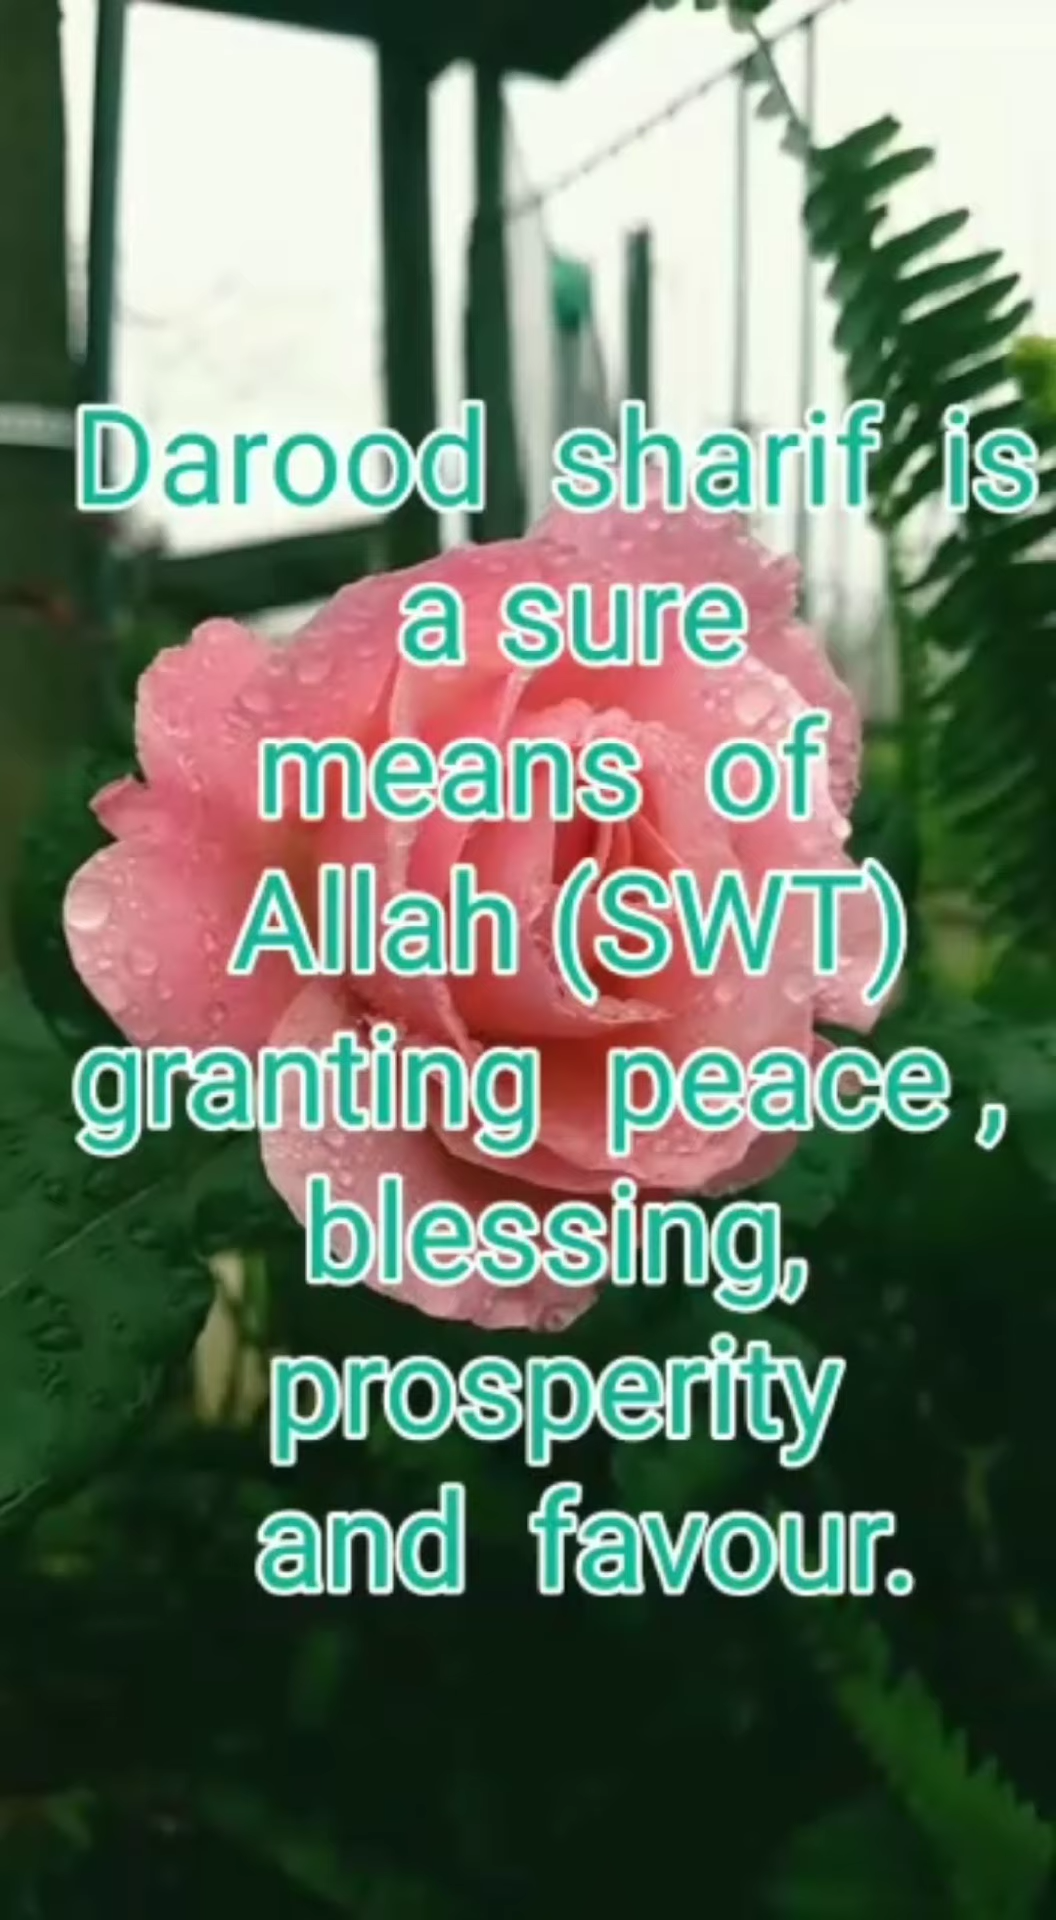 Darood sharif is
a sure
means of
Allah (SWT)
granting peace ,
blessing,
prosperity
and favour.